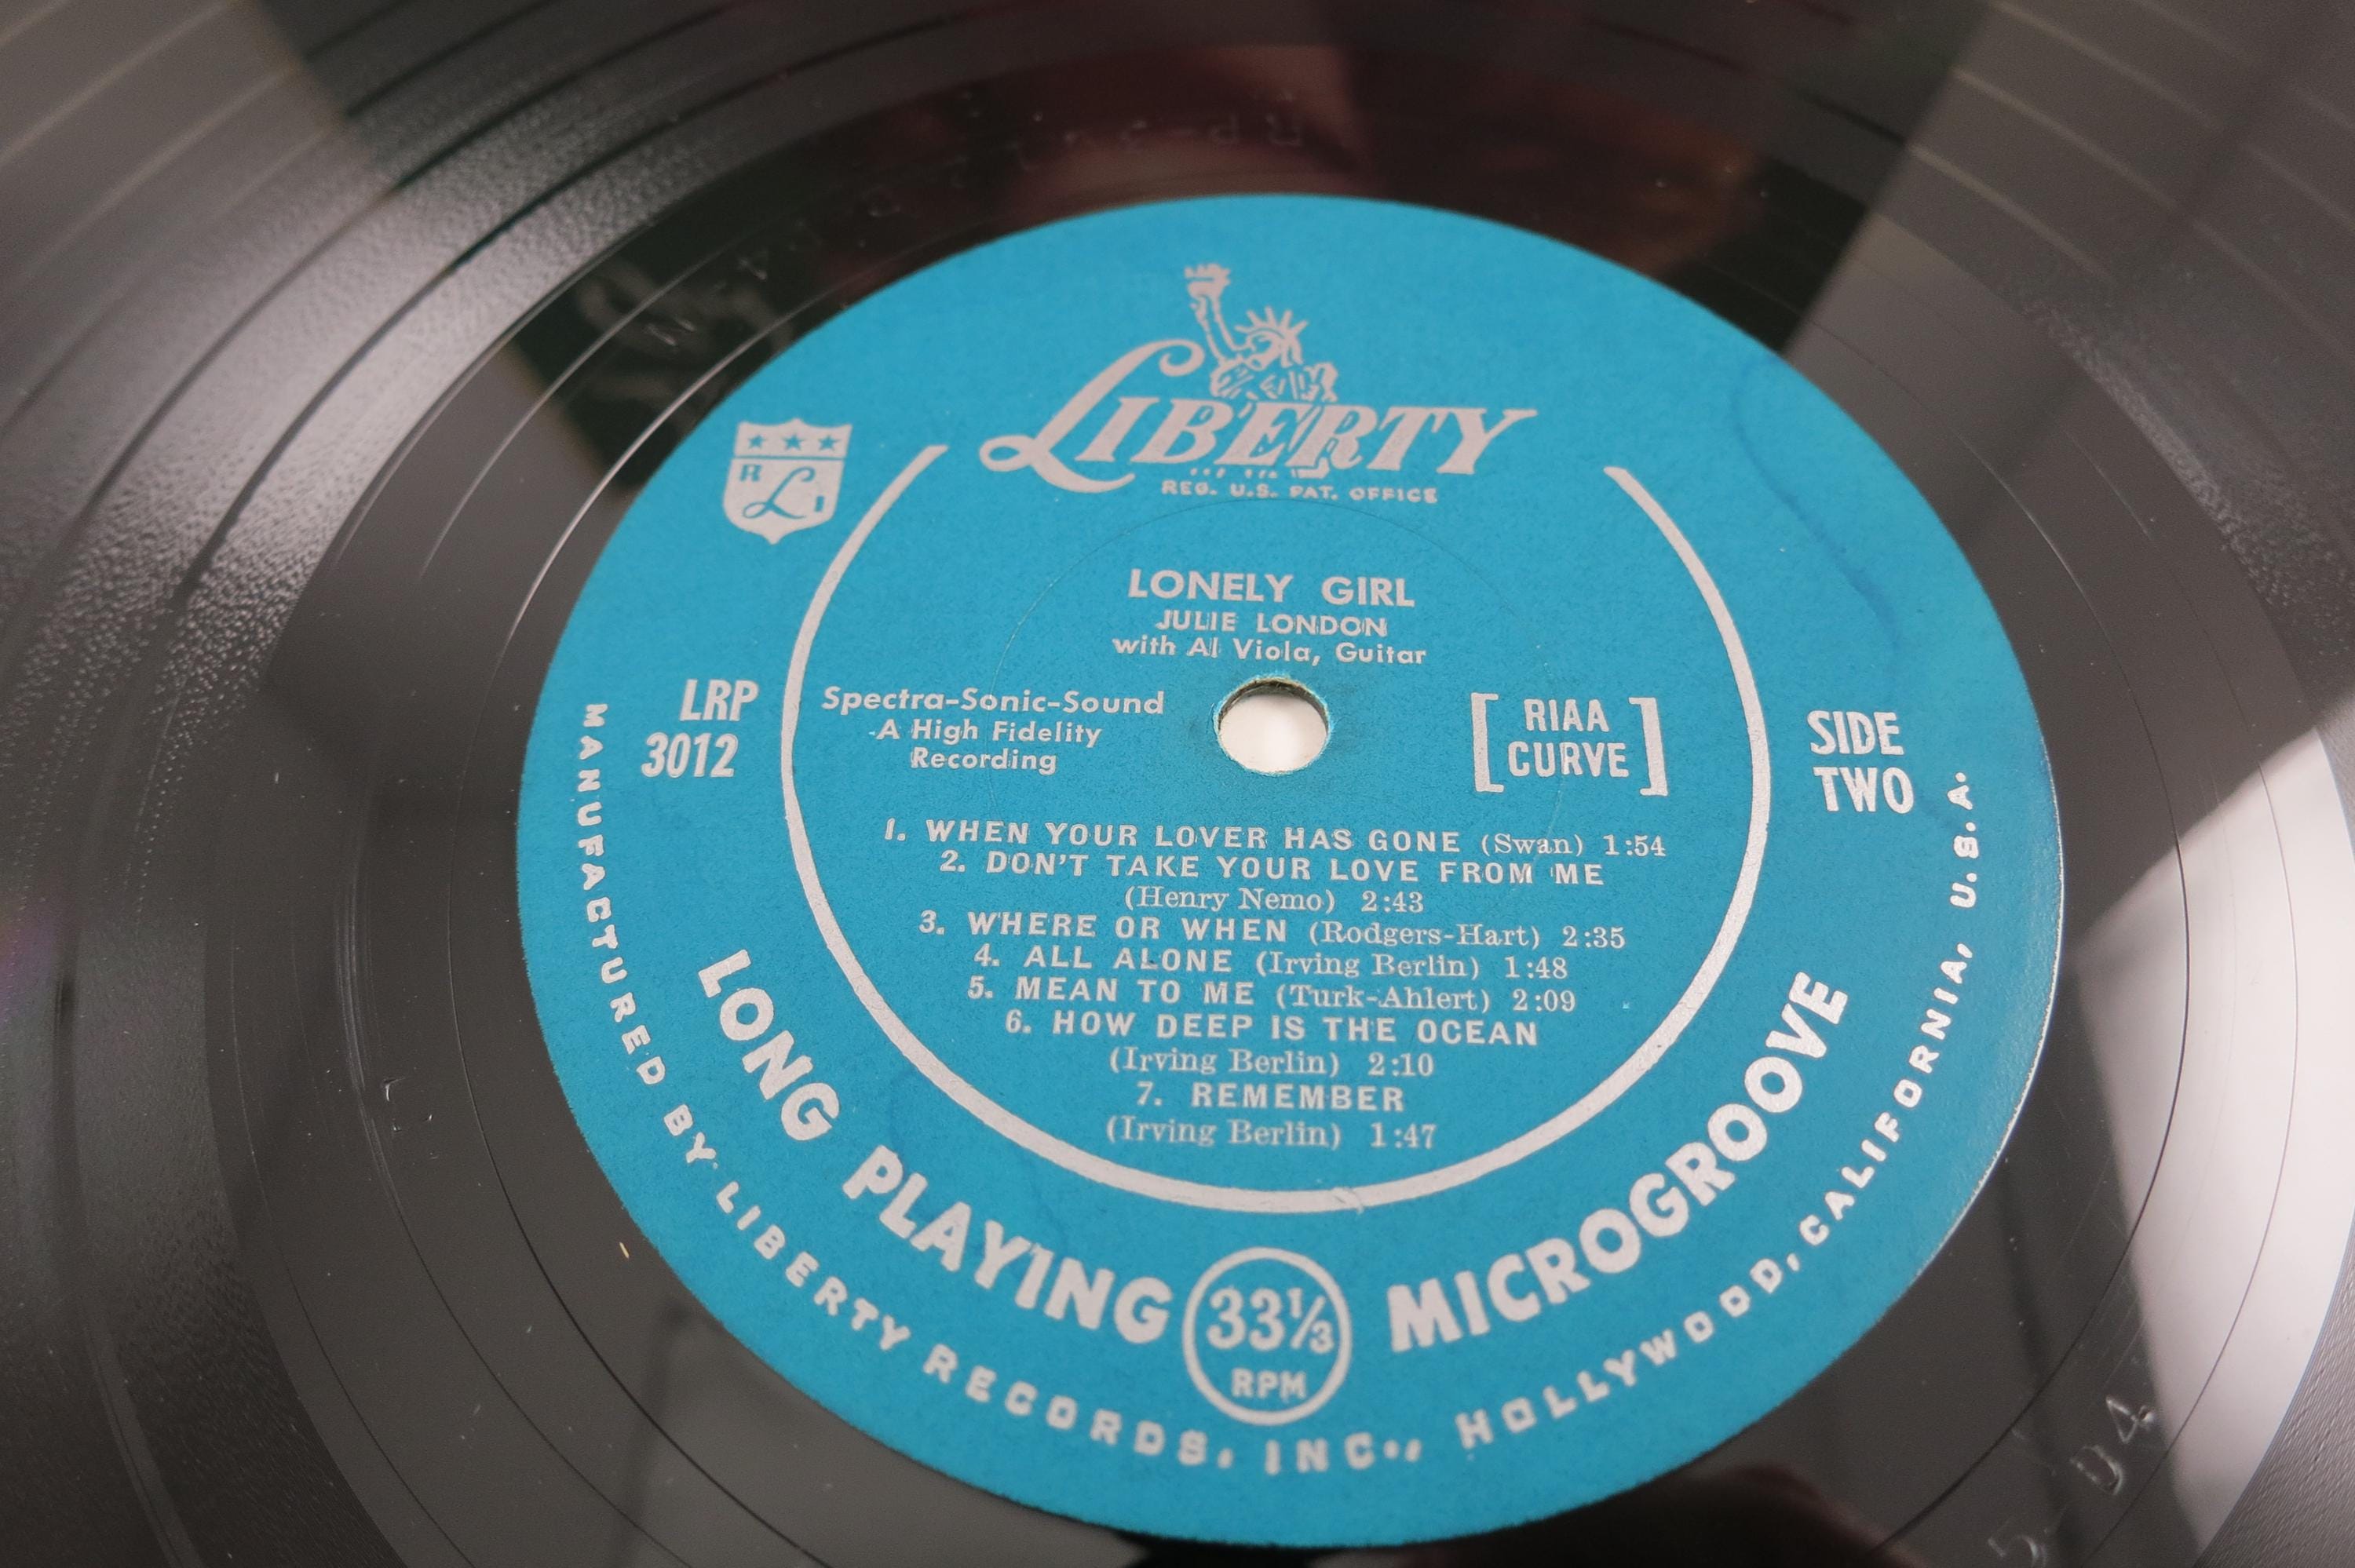 LIBERTY
REG. U.S. PAT. OFFICE
R L I
LONELY GIRL
JULIE LONDON
with Al Viola, Guitar
LRP
3012
Spectra-Sonic-Sound
A High Fidelity
Recording
[RIAA
CURVE]
SIDE
TWO
1. WHEN YOUR LOVER HAS GONE (Swan) 1:54
2. DON'T TAKE YOUR LOVE FROM ME
(Henry Nemo) 2:43
3. WHERE OR WHEN (Rodgers-Hart) 2:35
4. ALL ALONE (Irving Berlin) 1:48
5. MEAN TO ME (Turk-Ahlert) 2:09
6. HOW DEEP IS THE OCEAN
(Irving Berlin) 2:10
7. REMEMBER
(Irving Berlin) 1:47
LONG PLAYING 33⅓ RPM MICROGROOVE
MANUFACTURED BY LIBERTY RECORDS, INC., HOLLYWOOD, CALIFORNIA, U.S.A.